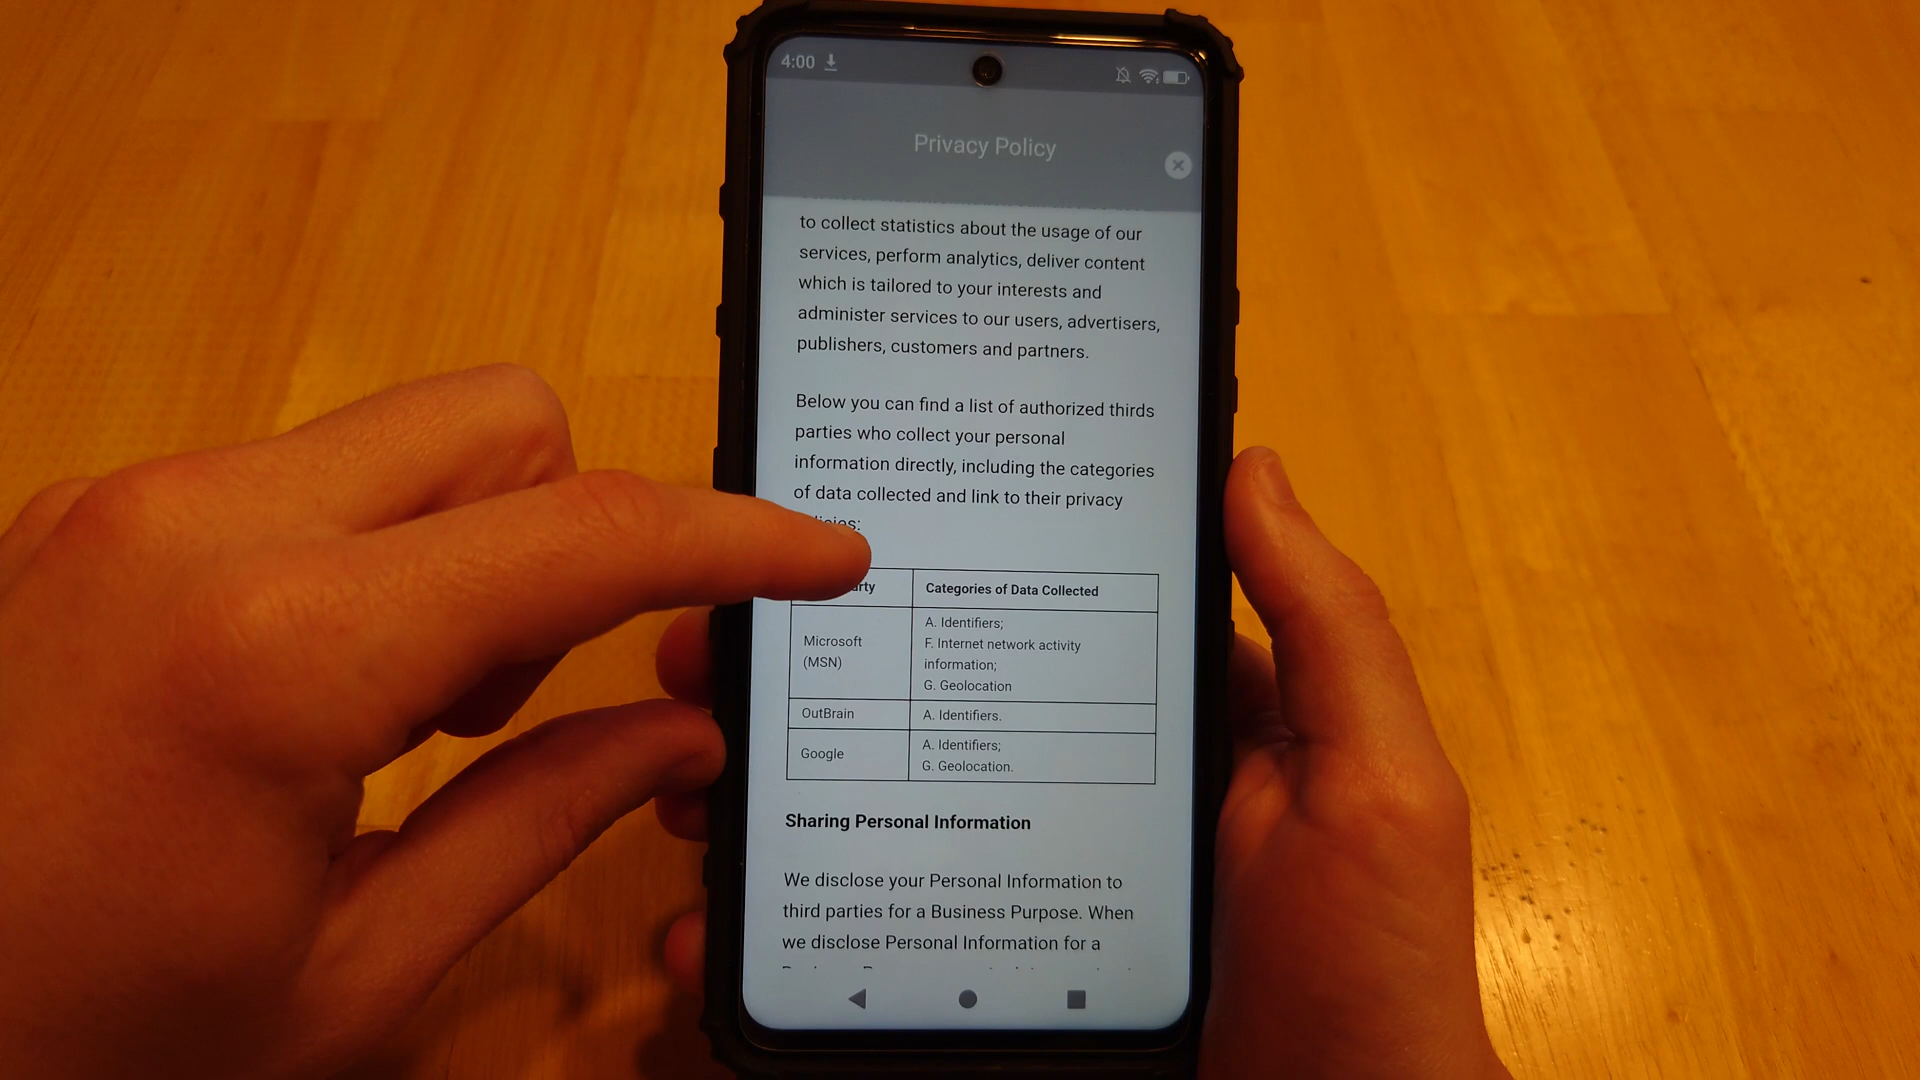 4:00
Privacy Policy
to collect statistics about the usage of our
services, perform analytics, deliver content
which is tailored to your interests and
administer services to our users, advertisers,
publishers, customers and partners.
Below you can find a list of authorized thirds
parties who collect your personal
information directly, including the categories
of data collected and link to their privacy
Categories of Data Collected
Microsoft
(MSN)
A. Identifiers;
F. Internet network activity
information;
G. Geolocation
OutBrain
A. Identifiers.
Google
A. Identifiers;
G. Geolocation.
Sharing Personal Information
We disclose your Personal Information to
third parties for a Business Purpose. When
we disclose Personal Information for a